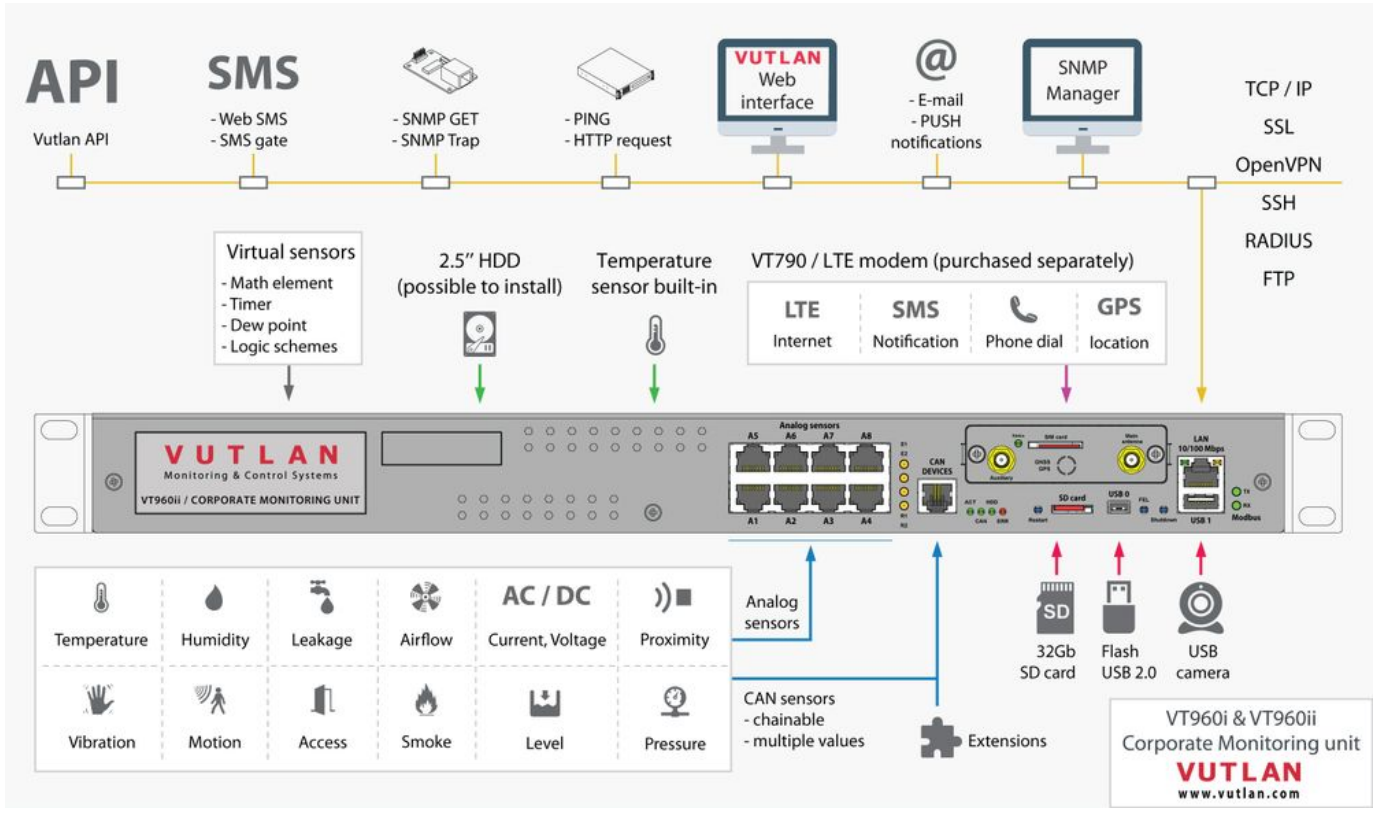 API
Vutlan API
SMS
- Web SMS
- SMS gate
- SNMP GET
- SNMP Trap
- PING
- HTTP request
VUTLAN
Web
interface
@
- E-mail
- PUSH
notifications
SNMP
Manager
TCP / IP
SSL
OpenVPN
SSH
RADIUS
FTP
Virtual sensors
- Math element
- Timer
- Dew point
- Logic schemes
2.5’’ HDD
(possible to install)
Temperature
sensor built-in
VT790 / LTE modem (purchased separately)
LTE
Internet
SMS
Notification
Phone dial
GPS
location
VUTLAN
Monitoring & Control Systems
VT960ii / CORPORATE MONITORING UNIT
Analog sensors
A5 A6 A7 A8
A1 A2 A3 A4
CAN
DEVICES
ACT HDD
CAN ERR
SIM card
GNSS
GPS
Auxiliary
Main
antenna
Restart
SD card
USB 0
FEL
Shutdown
LAN
10/100 Mbps
USB 1
TX
RX
Modbus
Temperature
Humidity
Leakage
Airflow
AC / DC
Current, Voltage
Proximity
Vibration
Motion
Access
Smoke
Level
Pressure
Analog
sensors
CAN sensors
- chainable
- multiple values
Extensions
SD
32Gb
SD card
Flash
USB 2.0
USB
camera
VT960i & VT960ii
Corporate Monitoring unit
VUTLAN
www.vutlan.com